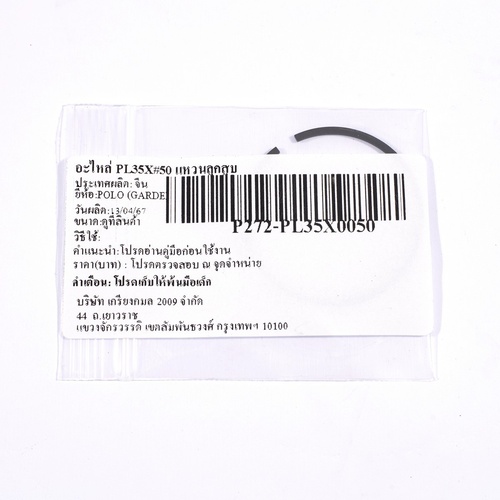 อะไหล่ PL35X#50 แหวนลูกสูบ
ประเทศผลิต: จีน
ยี่ห้อ:POLO (GARDE
วันผลิต:13/04/67
ขนาด:ดูที่สินค้า
P272-PL35X0050
วิธีใช้:
คำแนะนำ:โปรดอ่านคู่มือก่อนใช้งาน
ราคา(บาท) : โปรดตรวจสอบ ณ จุดจำหน่าย
คำเตือน: โปรดเก็บให้พ้นมือเด็ก
บริษัท เกรียงกมล 2009 จำกัด
44 ถ.เยาวราช
แขวงจักรวรรดิ เขตสัมพันธวงศ์ กรุงเทพฯ 10100